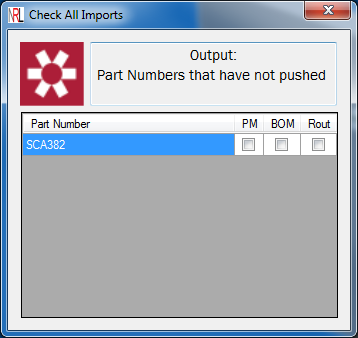 NRL Check All Imports
Output:
Part Numbers that have not pushed
Part Number PM BOM Rout
SCA382